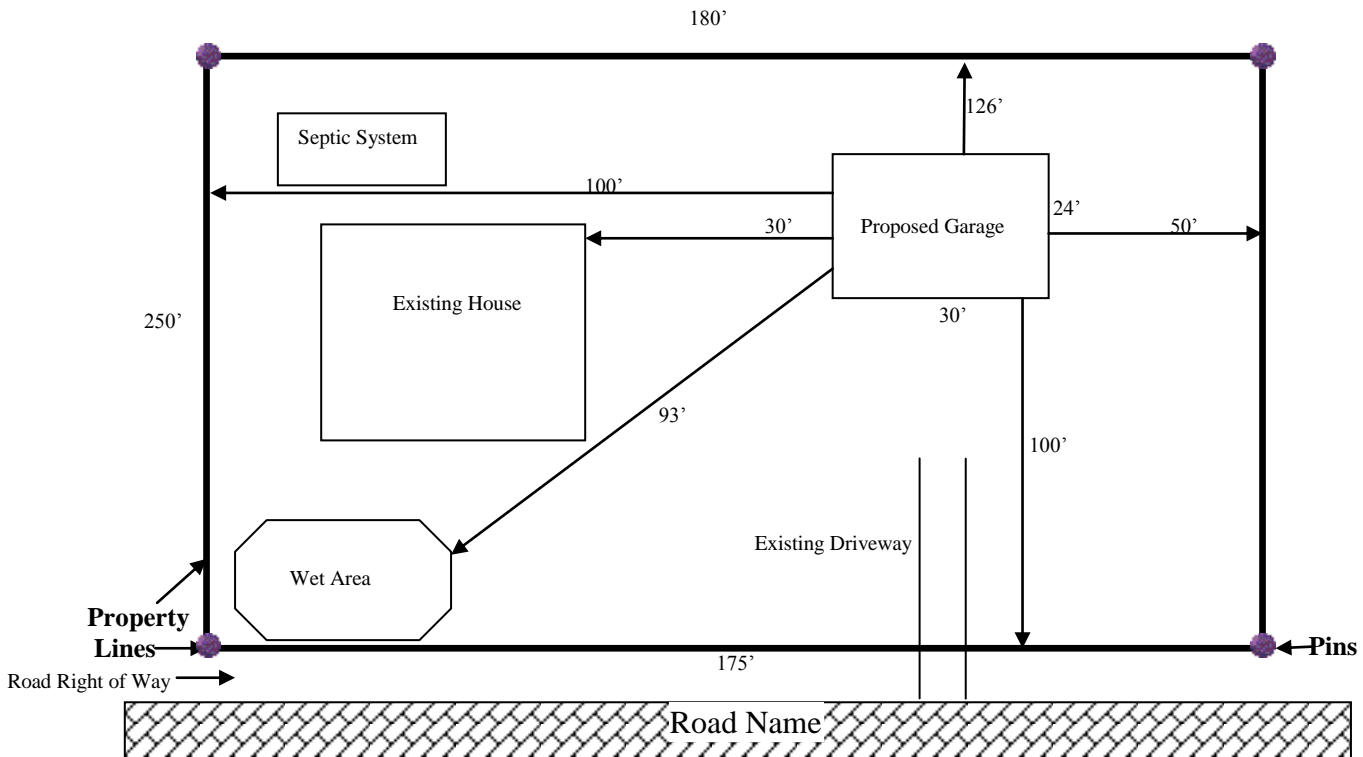 180’
126’
Septic System
100’
24’
30’
Proposed Garage
50’
Existing House
30’
250’
93’
100’
Existing Driveway
Wet Area
Property
Lines
Pins
175’
Road Right of Way
Road Name